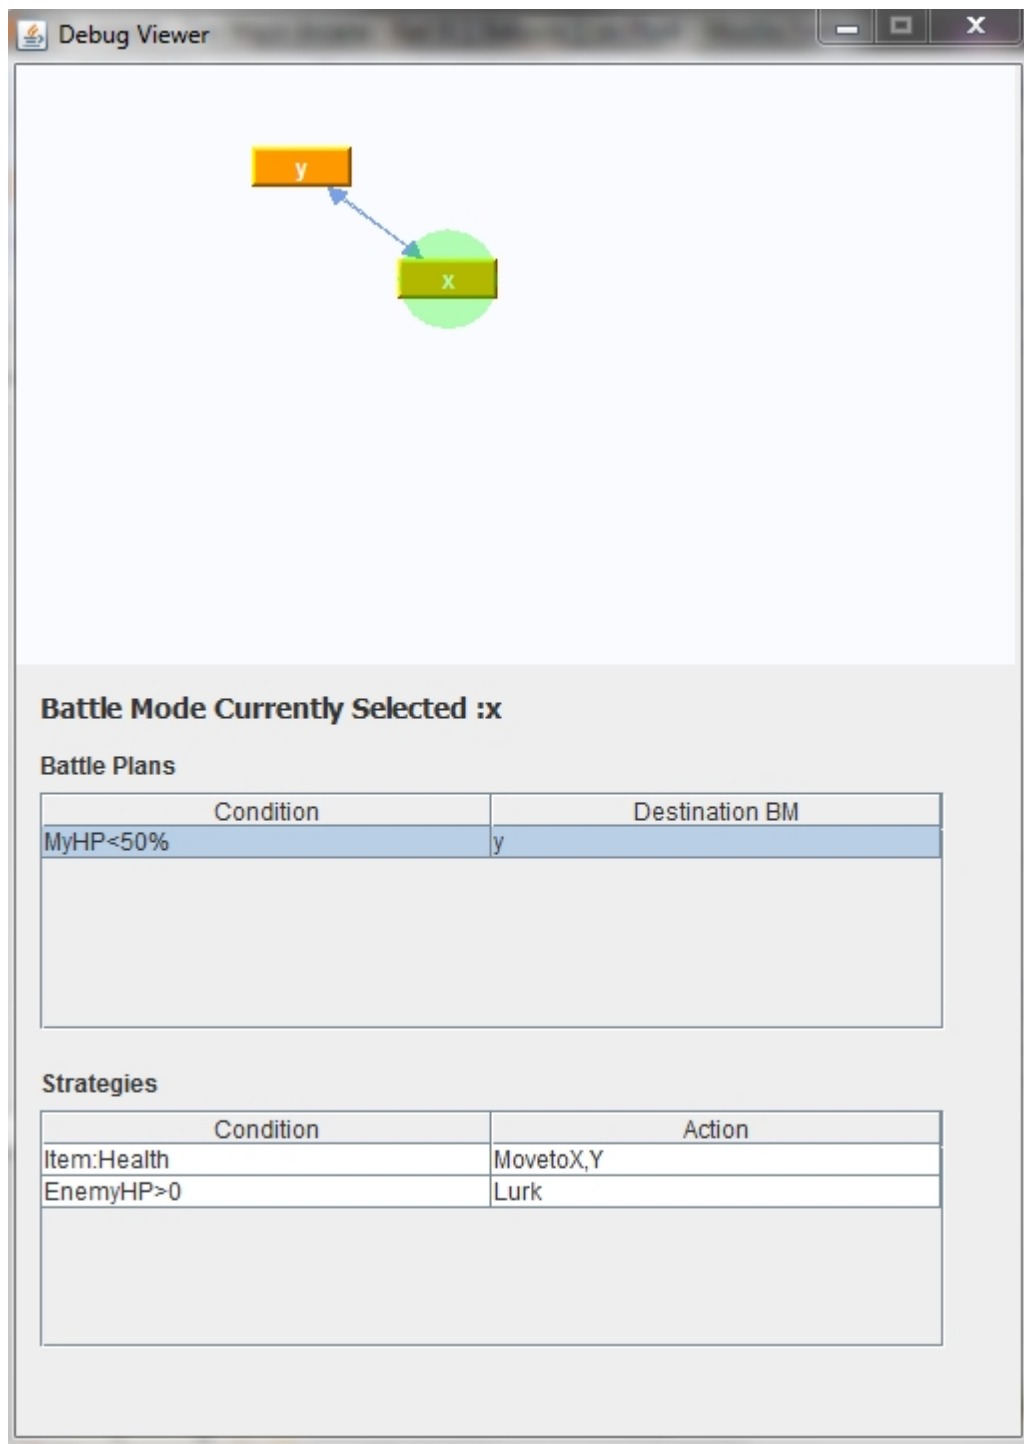 Debug Viewer
y
x
Battle Mode Currently Selected :x
Battle Plans
Condition Destination BM
MyHP<50% y
Strategies
Condition Action
Item:Health MovetoX,Y
EnemyHP>0 Lurk